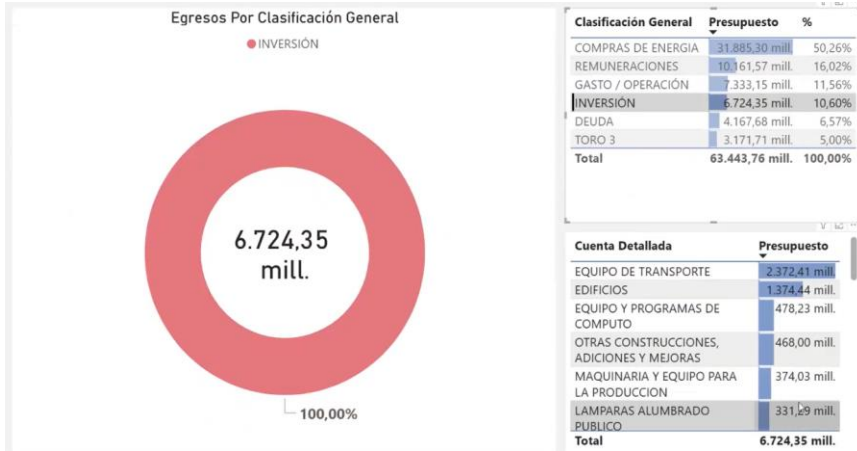 Egresos Por Clasificación General
INVERSIÓN
6.724,35
mill.
100,00%
Clasificación General Presupuesto %
COMPRAS DE ENERGIA 31.885,30 mill. 50,26%
REMUNERACIONES 10.161,57 mill. 16,02%
GASTO / OPERACIÓN 7.333,15 mill. 11,56%
INVERSIÓN 6.724,35 mill. 10,60%
DEUDA 4.167,68 mill. 6,57%
TORO 3 3.171,71 mill. 5,00%
Total 63.443,76 mill. 100,00%
Cuenta Detallada Presupuesto
EQUIPO DE TRANSPORTE 2.372,41 mill.
EDIFICIOS 1.374,44 mill.
EQUIPO Y PROGRAMAS DE 478,23 mill.
COMPUTO
OTRAS CONSTRUCCIONES, 468,00 mill.
ADICIONES Y MEJORAS
MAQUINARIA Y EQUIPO PARA 374,03 mill.
LA PRODUCCION
LAMPARAS ALUMBRADO mill.
PUBLICO
Total 6.724,35 mill.